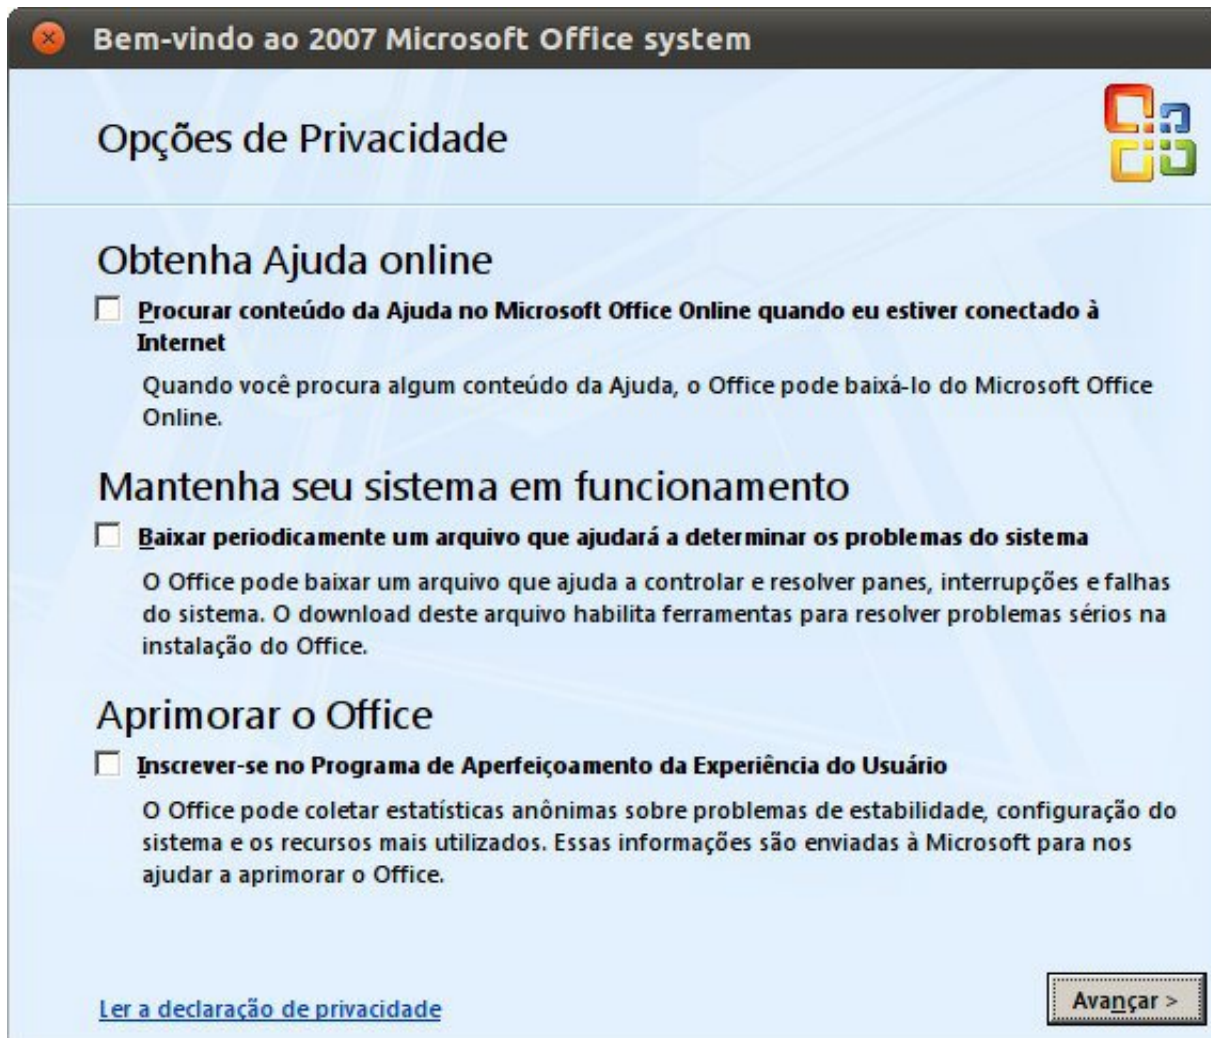 Bem-vindo ao 2007 Microsoft Office system
Opções de Privacidade
Obtenha Ajuda online
Procurar conteúdo da Ajuda no Microsoft Office Online quando eu estiver conectado à
Internet
Quando você procura algum conteúdo da Ajuda, o Office pode baixá-lo do Microsoft Office
Online.
Mantenha seu sistema em funcionamento
Baixar periodicamente um arquivo que ajudará a determinar os problemas do sistema
O Office pode baixar um arquivo que ajuda a controlar e resolver panes, interrupções e falhas
do sistema. O download deste arquivo habilita ferramentas para resolver problemas sérios na
instalação do Office.
Aprimorar o Office
Inscrever-se no Programa de Aperfeiçoamento da Experiência do Usuário
O Office pode coletar estatísticas anônimas sobre problemas de estabilidade, configuração do
sistema e os recursos mais utilizados. Essas informações são enviadas à Microsoft para nos
ajudar a aprimorar o Office.
Ler a declaração de privacidade
Avançar >